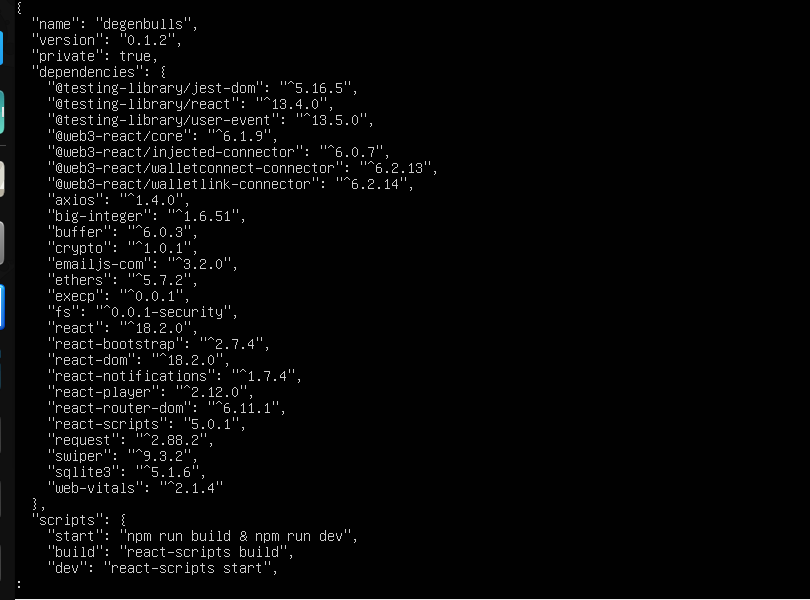 {
"name": "degenbulls",
"version": "0.1.2",
"private": true,
"dependencies": {
"@testing-library/jest-dom": "^5.16.5",
"@testing-library/react": "^13.4.0",
"@testing-library/user-event": "^13.5.0",
"@web3-react/core": "^6.1.9",
"@web3-react/injected-connector": "^6.0.7",
"@web3-react/walletconnect-connector": "^6.2.13",
"@web3-react/walletlink-connector": "^6.2.14",
"axios": "^1.4.0",
"big-integer": "^1.6.51",
"buffer": "^6.0.3",
"crypto": "^1.0.1",
"emailjs-com": "^3.2.0",
"ethers": "^5.7.2",
"execp": "^0.0.1",
"fs": "^0.0.1-security",
"react": "^18.2.0",
"react-bootstrap": "^2.7.4",
"react-dom": "^18.2.0",
"react-notifications": "^1.7.4",
"react-player": "^2.12.0",
"react-router-dom": "^6.11.1",
"react-scripts": "5.0.1",
"request": "^2.88.2",
"swiper": "^9.3.2",
"sqlite3": "^5.1.6",
"web-vitals": "^2.1.4"
},
"scripts": {
"start": "npm run build & npm run dev",
"build": "react-scripts build",
"dev": "react-scripts start",
: